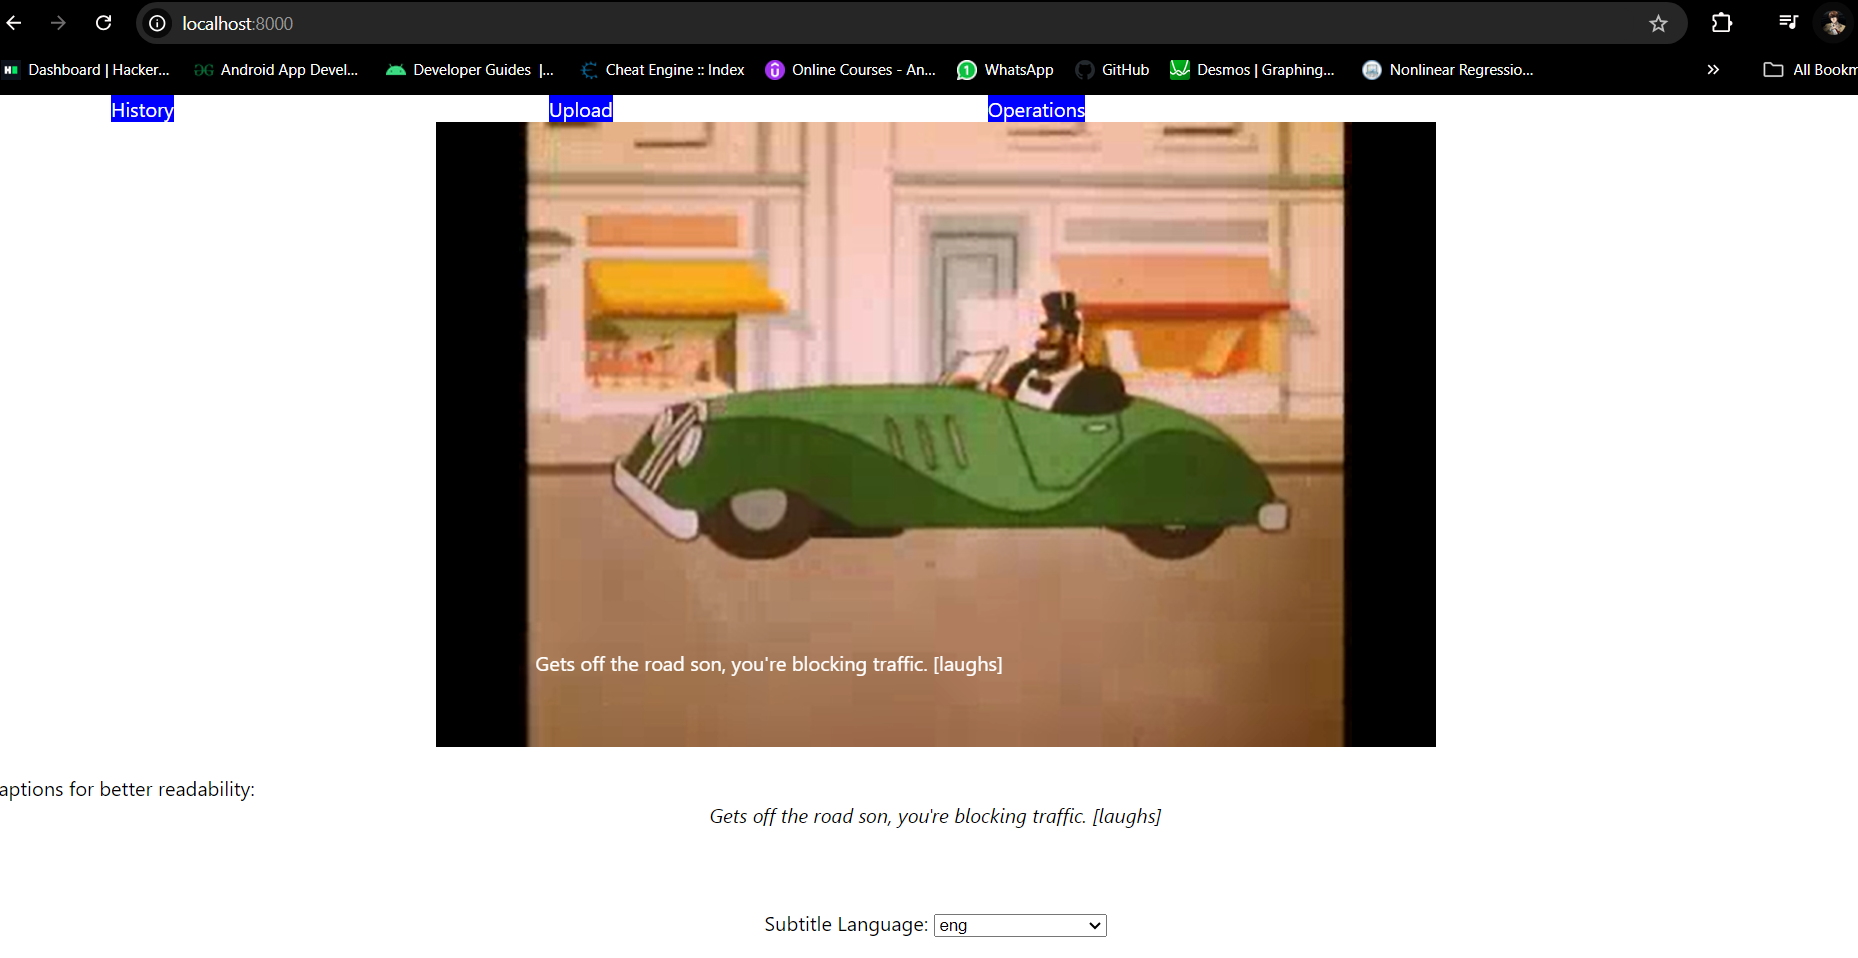 localhost:8000
Dashboard | Hacker... Android App Devel... Developer Guides |... Cheat Engine :: Index Online Courses - An... WhatsApp GitHub Desmos | Graphing... Nonlinear Regressio... » All Bookm
History Upload Operations
Gets off the road son, you're blocking traffic. [laughs]
aptions for better readability:
Gets off the road son, you're blocking traffic. [laughs]
Subtitle Language: eng